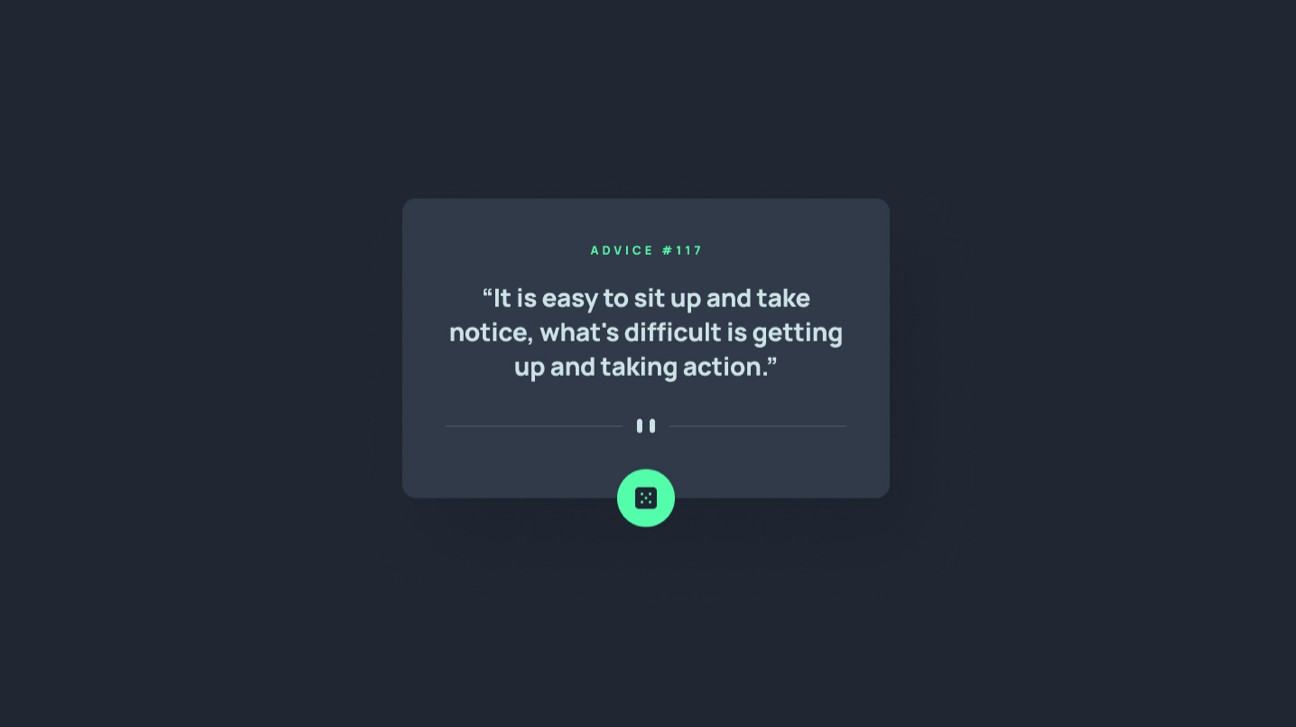 ADVICE #117
“It is easy to sit up and take
notice, what's difficult is getting
up and taking action.”